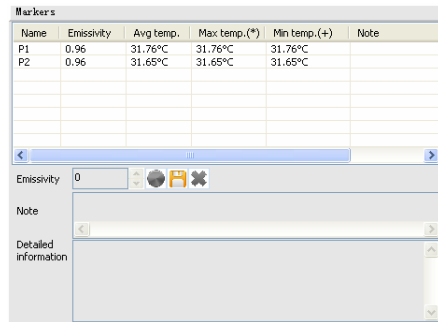 Markers
Name Emissivity Avg temp. Max temp.(*) Min temp.(+) Note
P1 0.96 31.76°C 31.76°C 31.76°C
P2 0.96 31.65°C 31.65°C 31.65°C
Emissivity 0
Note
Detailed
information